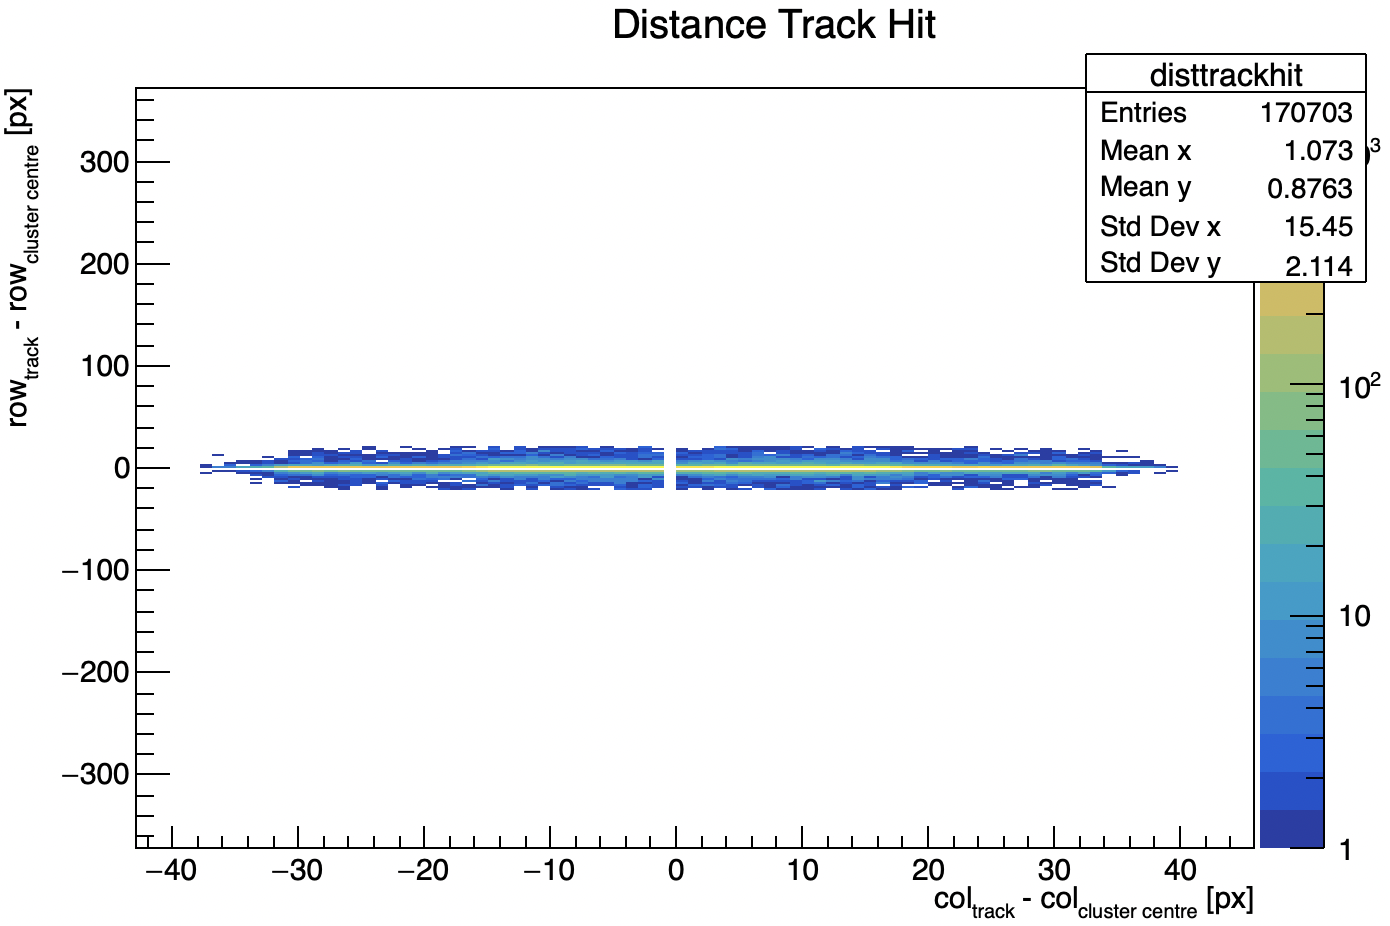 Distance Track Hit
row_track - row_cluster centre [px]
disttrackhit
Entries 170703
Mean x 1.073
Mean y 0.8763
Std Dev x 15.45
Std Dev y 2.114
300
200
100
0
−100
−200
−300
−40 −30 −20 −10 0 10 20 30 40
col_track - col_cluster centre [px]
3
10²
10
1